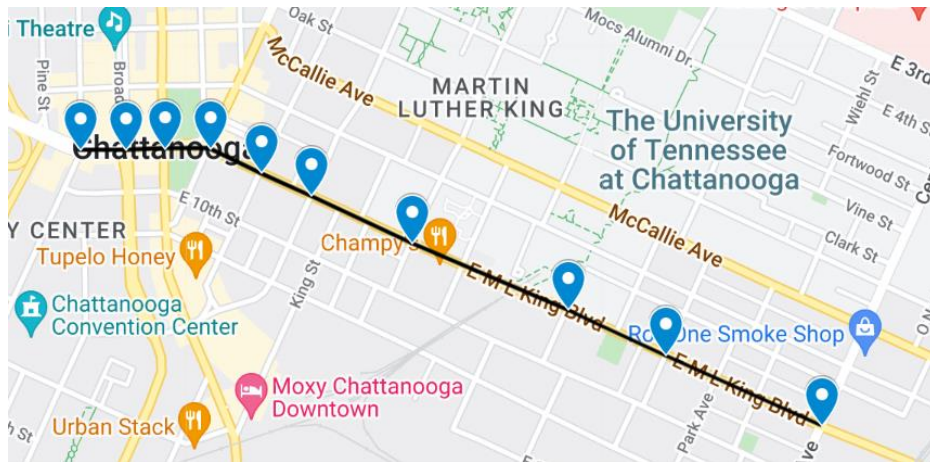 Theatre
Oak St
Mocs Alumni Dr.
E 3rd
Pine St
Broad
McCallie Ave
MARTIN
LUTHER KING
Wiehl St
E 4th St
The University
of Tennessee
at Chattanooga
Fortwood St
Chattanooga
Vine St
Clark St
E 10th St
McCallie Ave
Y CENTER
Tupelo Honey
Champy's
King St
E M L King Blvd
Chattanooga
Convention Center
One Smoke Shop
E M L King Blvd
Moxy Chattanooga
Downtown
Park Ave
Urban Stack
th St